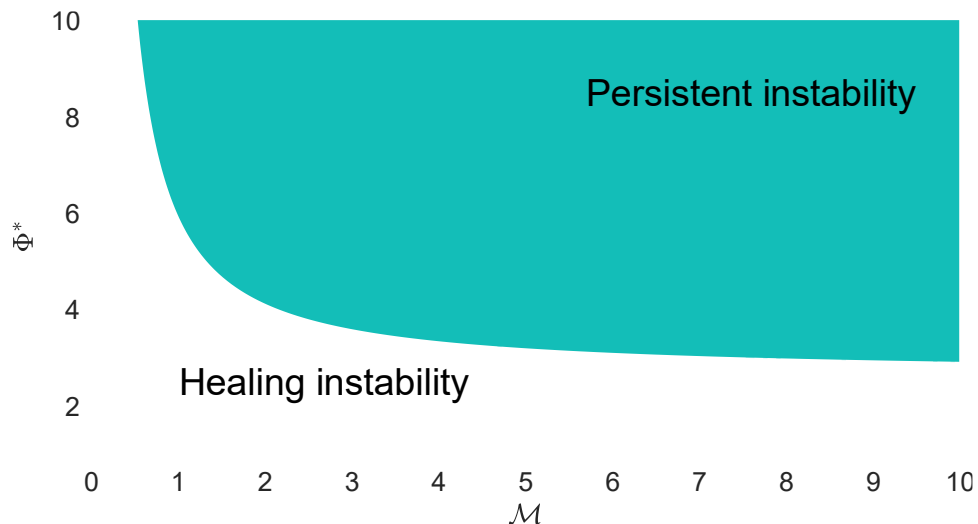 10
Persistent instability
8
6
Φ*
4
Healing instability
2
0 1 2 3 4 5 6 7 8 9 10
ℳ